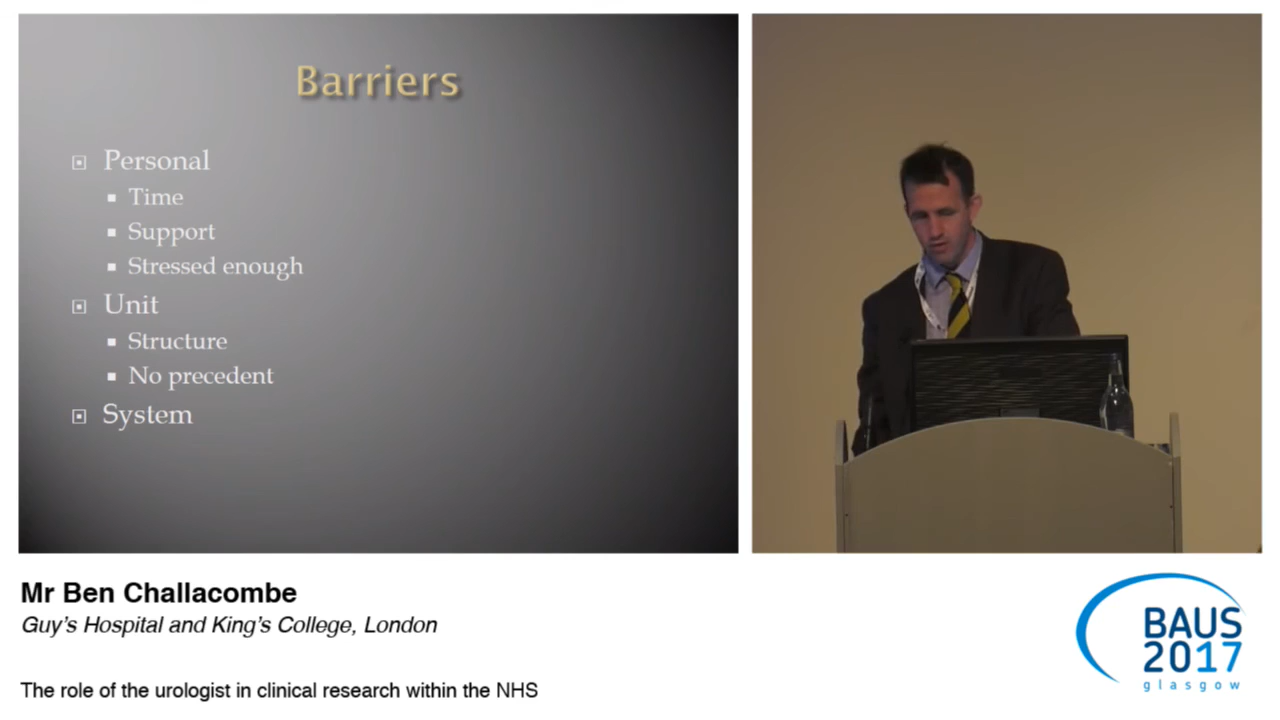 Barriers
Personal
Time
Support
Stressed enough
Unit
Structure
No precedent
System
Mr Ben Challacombe
Guy's Hospital and King's College, London
The role of the urologist in clinical research within the NHS
BAUS
2017
glasgow